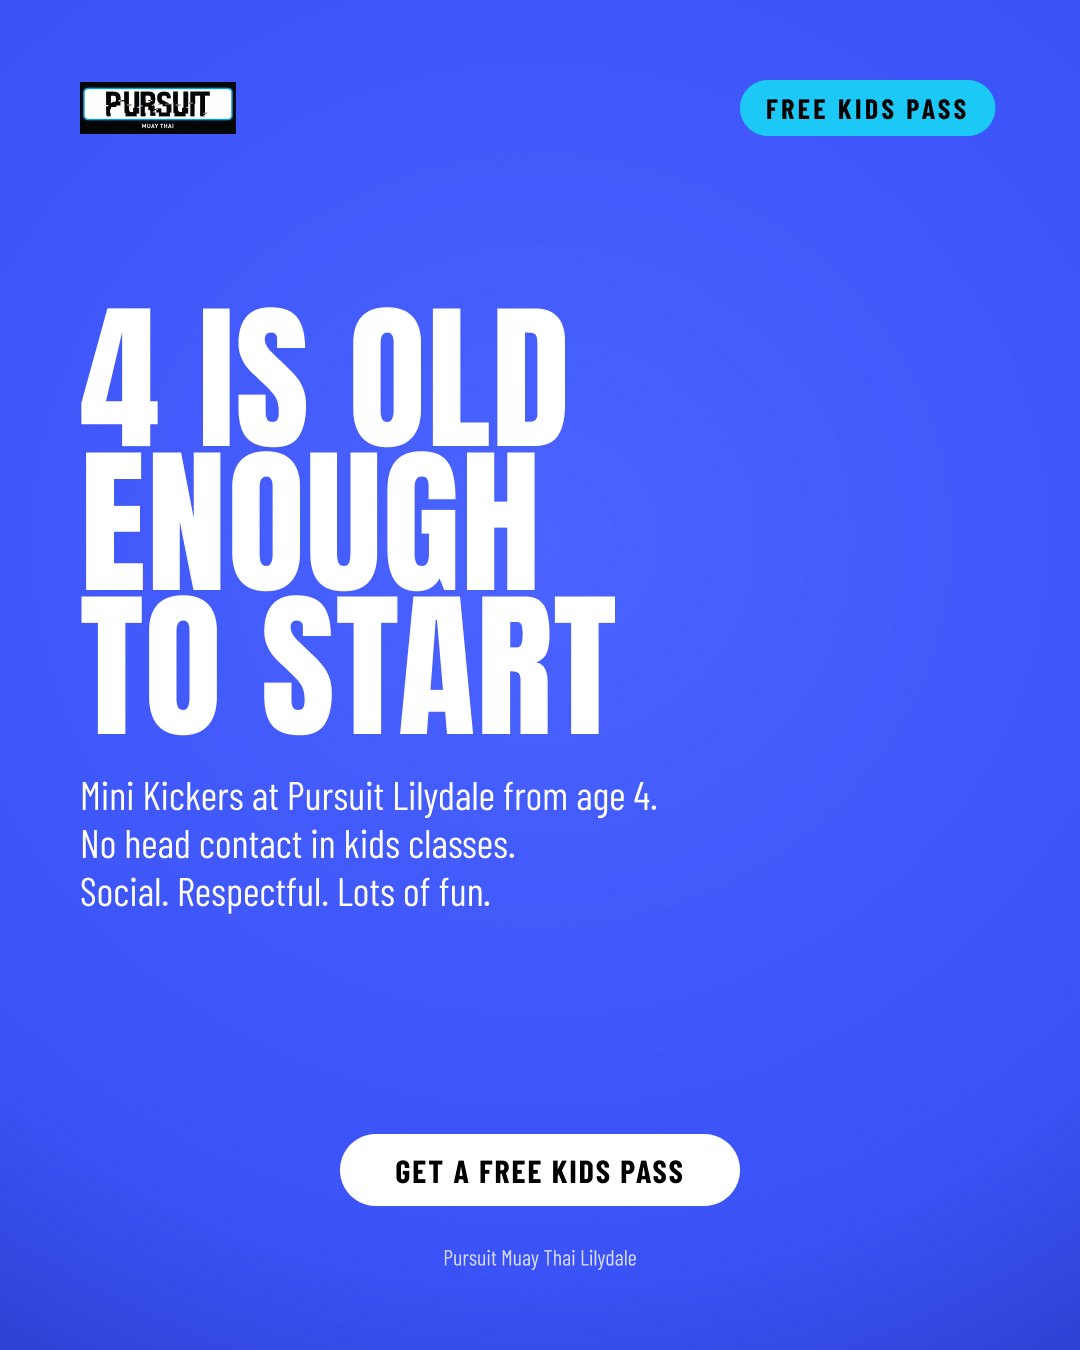 PURSUIT
MUAY THAI
FREE KIDS PASS
4 IS OLD
ENOUGH
TO START
Mini Kickers at Pursuit Lilydale from age 4.
No head contact in kids classes.
Social. Respectful. Lots of fun.
GET A FREE KIDS PASS
Pursuit Muay Thai Lilydale